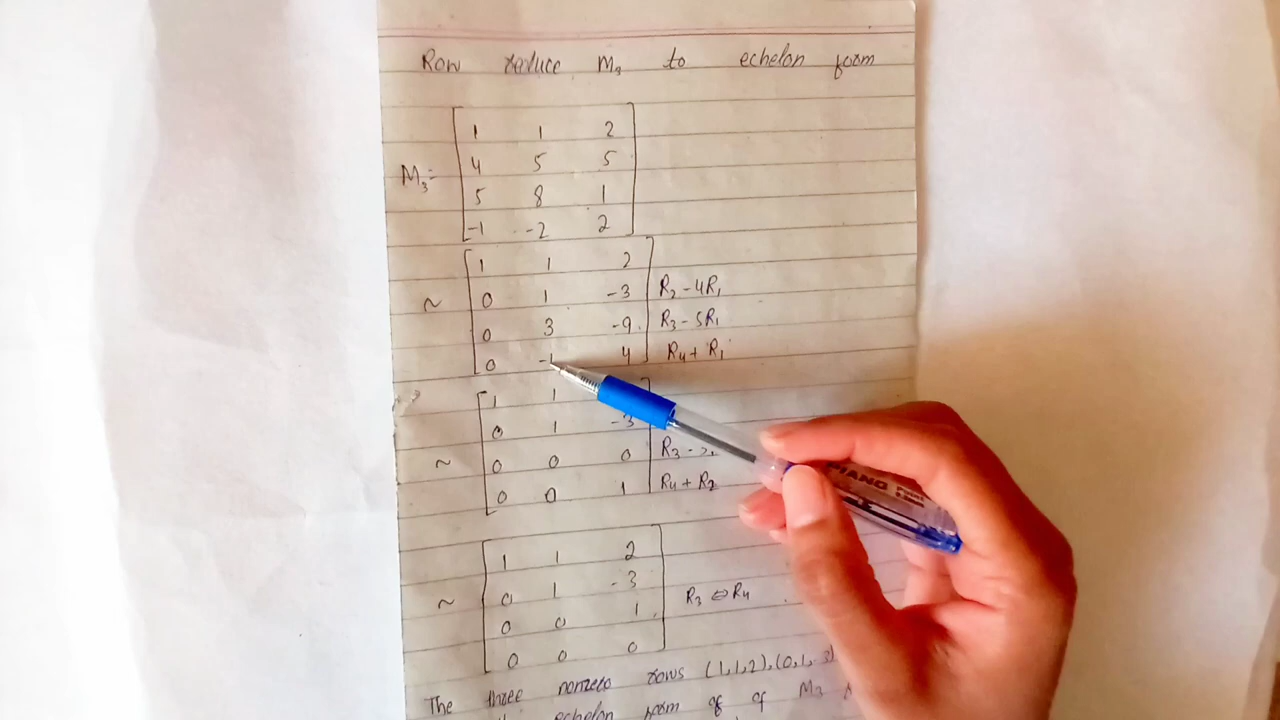 Row reduce M3 to echelon form
1 1 2
4 5 5
M3=
5 8 1
-1 -2 2
1 1 2
0 1 -3 R2-4R1
~
0 3 -9 R3-5R1
0 -1 4 R4+R1
1 1
0 1 -3
~ 0 0 0 R3-
0 0 1 R4+R2
1 1 2
0 1 -3
~ R3⇔R4
0 0 1
0 0 0
The three nonzero rows (1,1,2),(0,1,-3)
echelon form of of M3